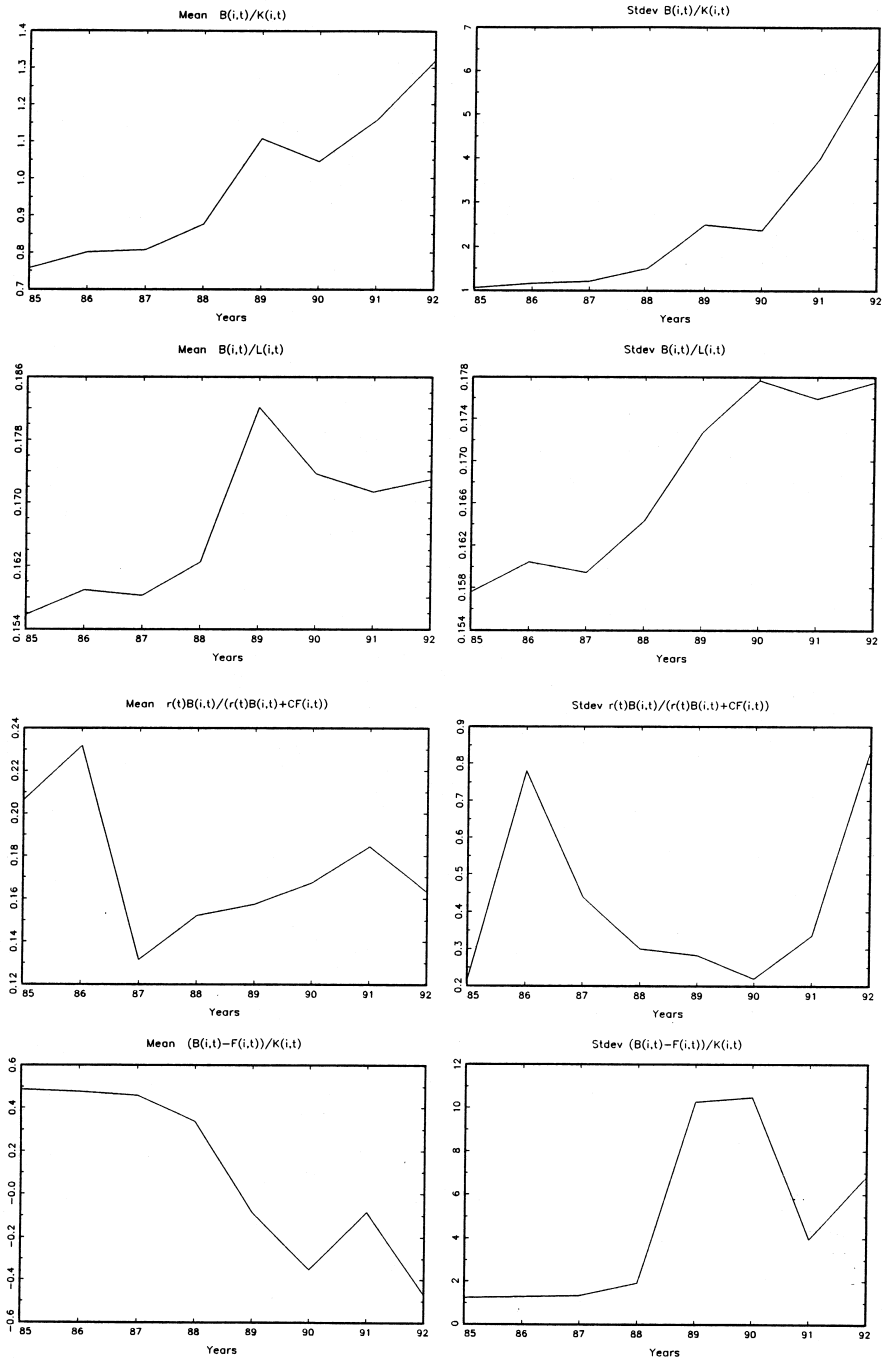 Mean B(i,t)/K(i,t)
1.4
1.3
1.2
1.1
1.0
0.9
0.8
0.7
85 86 87 88 89 90 91 92
Years
Stdev B(i,t)/K(i,t)
7
6
5
4
3
2
1
85 86 87 88 89 90 91 92
Years
Mean B(i,t)/L(i,t)
0.186
0.178
0.170
0.162
0.154
85 86 87 88 89 90 91 92
Years
Stdev B(i,t)/L(i,t)
0.178
0.174
0.170
0.166
0.162
0.158
0.154
85 86 87 88 89 90 91 92
Years
Mean r(t)B(i,t)/(r(t)B(i,t)+CF(i,t))
0.24
0.22
0.20
0.18
0.16
0.14
0.12
85 86 87 88 89 90 91 92
Years
Stdev r(t)B(i,t)/(r(t)B(i,t)+CF(i,t))
0.9
0.8
0.7
0.6
0.5
0.4
0.3
0.2
85 86 87 88 89 90 91 92
Years
Mean (B(i,t)−F(i,t))/K(i,t)
0.6
0.4
0.2
−0.0
−0.2
−0.4
−0.6
85 86 87 88 89 90 91 92
Years
Stdev (B(i,t)−F(i,t))/K(i,t)
12
10
8
6
4
2
0
85 86 87 88 89 90 91 92
Years